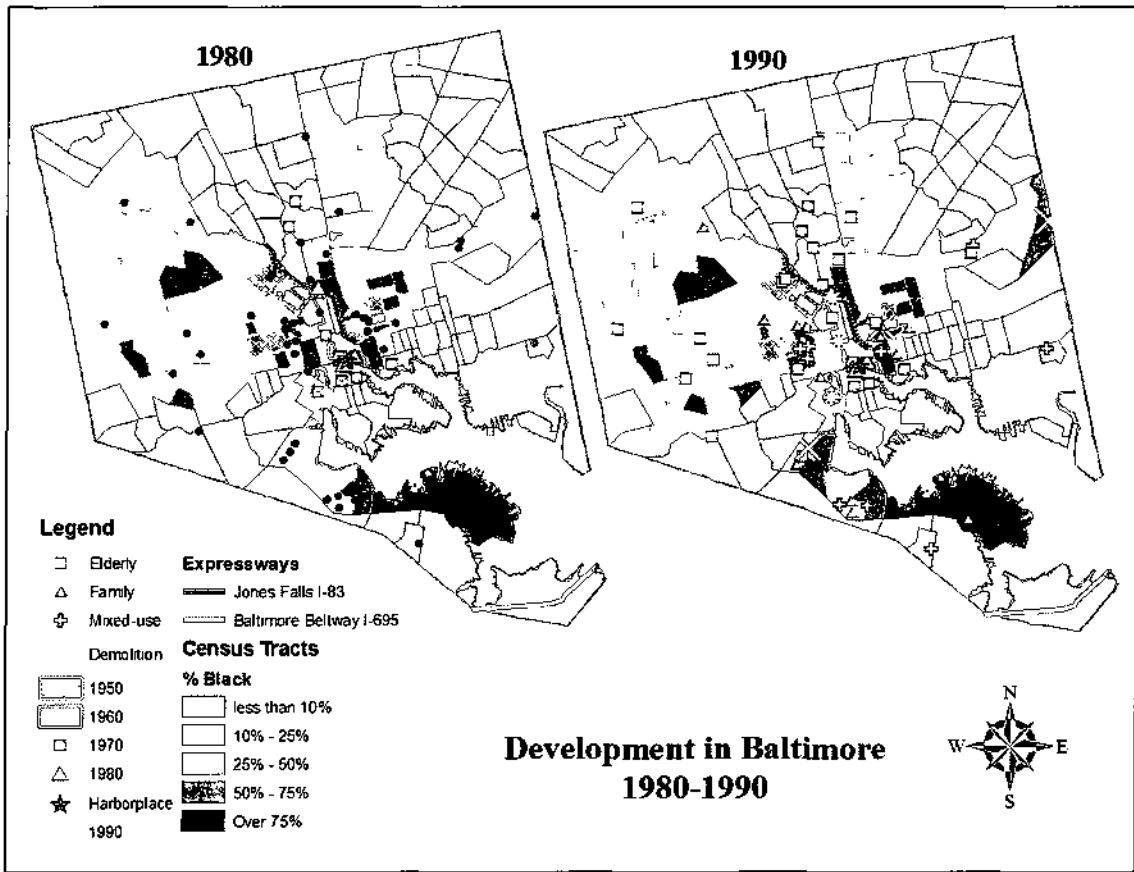 1980
1990
Legend
Elderly
Family
Mixed-use
Demolition
1950
1960
1970
1980
Harborplace
1990
Expressways
Jones Falls I-83
Baltimore Beltway I-695
Census Tracts
% Black
less than 10%
10% - 25%
25% - 50%
50% - 75%
Over 75%
Development in Baltimore
1980-1990
N
W
E
S